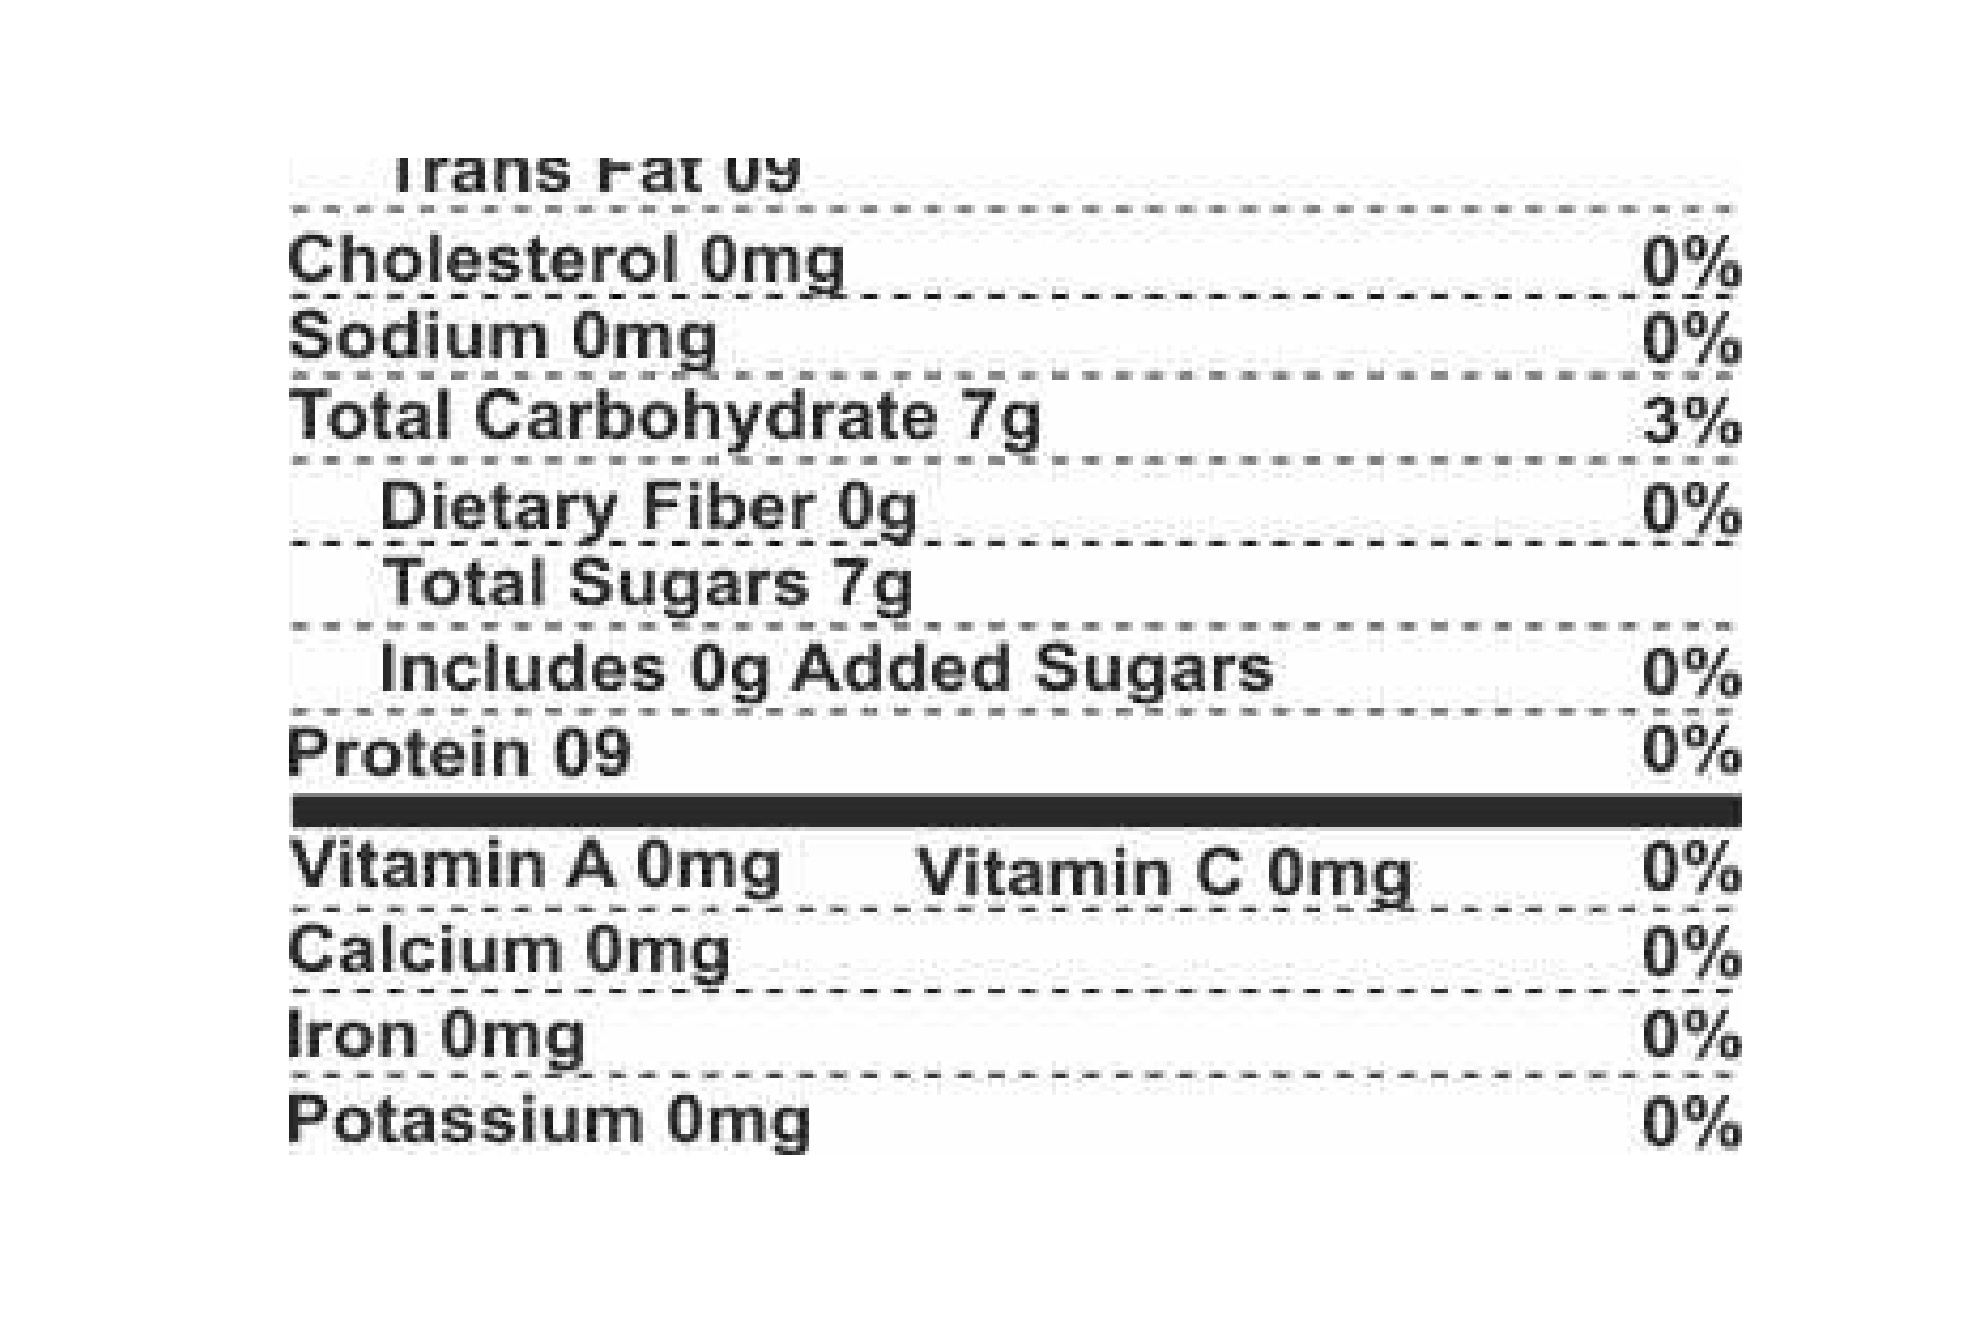 Trans Fat 09
Cholesterol 0mg 0%
Sodium 0mg 0%
Total Carbohydrate 7g 3%
Dietary Fiber 0g 0%
Total Sugars 7g
Includes 0g Added Sugars 0%
Protein 09 0%
Vitamin A 0mg Vitamin C 0mg 0%
Calcium 0mg 0%
Iron 0mg 0%
Potassium 0mg 0%